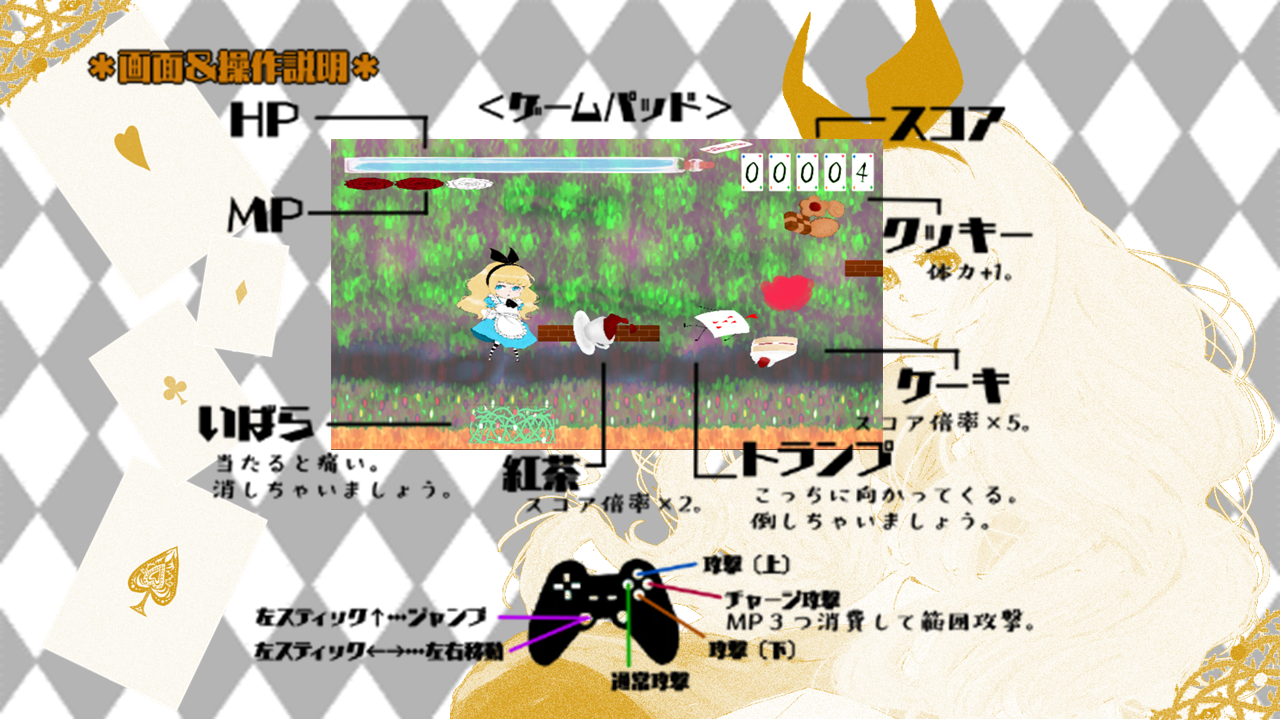 *画面&操作説明*
HP
<ゲームパッド>
スコア
00004
MP
クッキー
体力+1。
ケーキ
スコア倍率×5。
いばら
当たると痛い。
消しちゃいましょう。
紅茶
スコア倍率×2。
トランプ
こっちに向かってくる。
倒しちゃいましょう。
攻撃〔上〕
チャージ攻撃
MP3つ消費して範囲攻撃。
左スティック↑…ジャンプ
左スティック←→…左右移動
攻撃〔下〕
通常攻撃